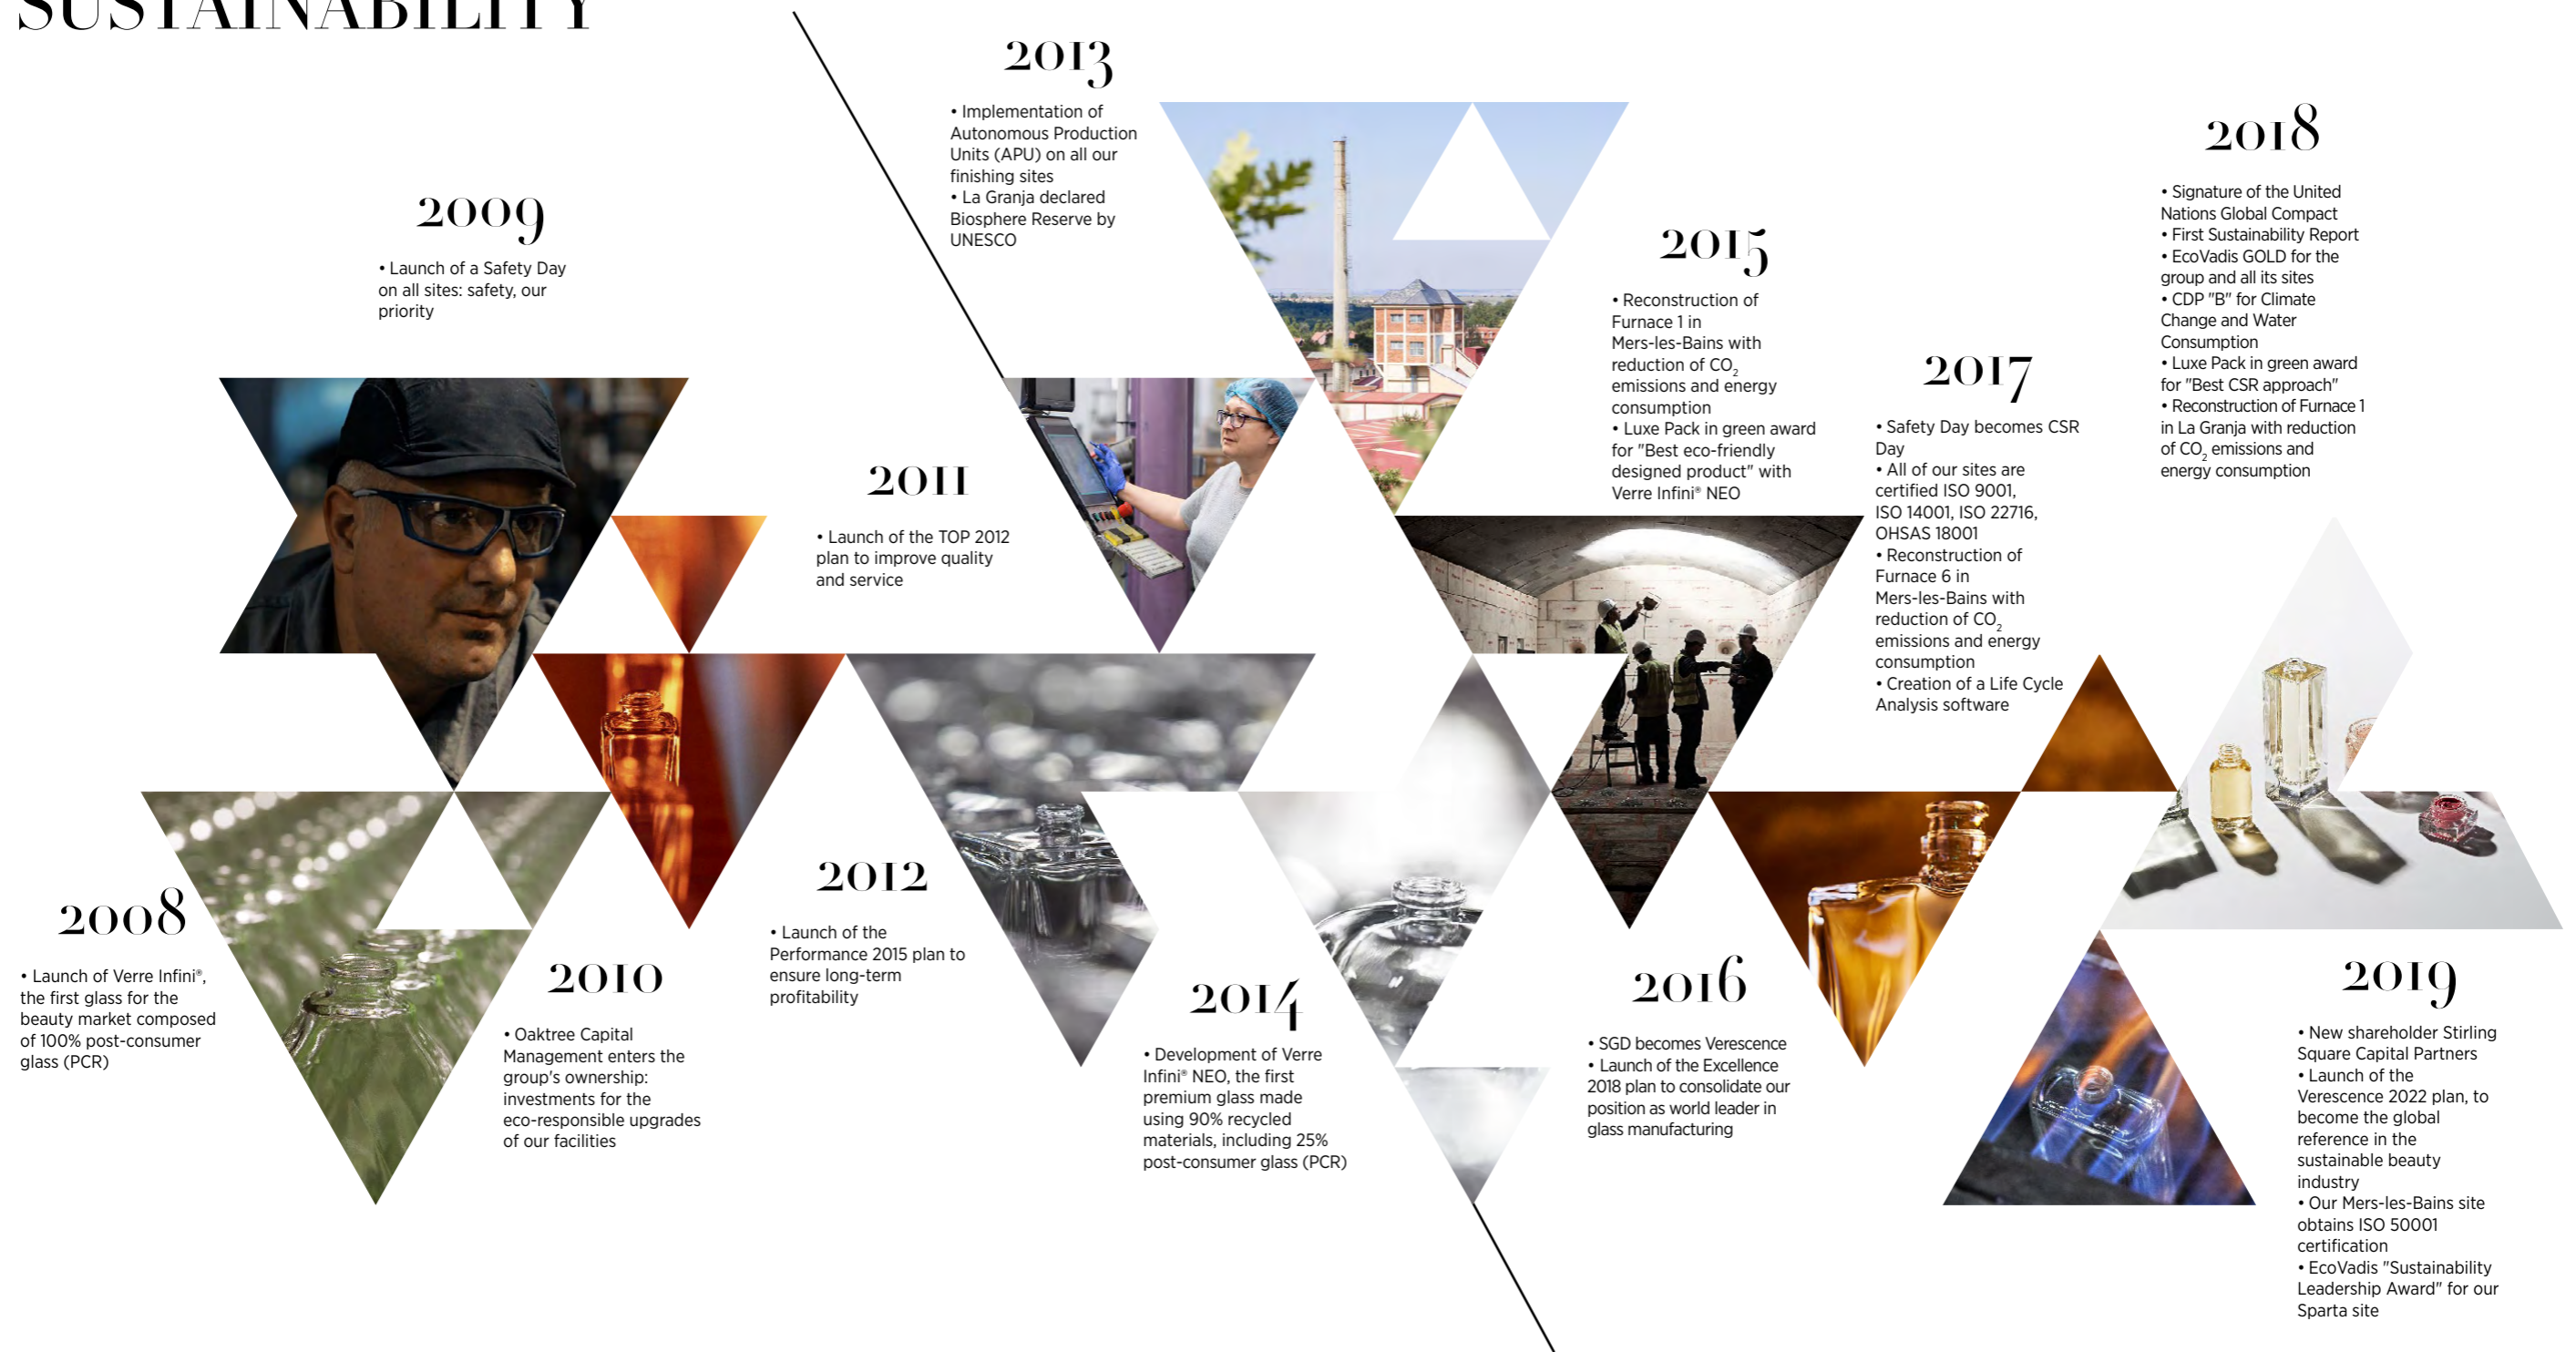 SUSTAINABILITY
2008
• Launch of Verre Infini®,
the first glass for the
beauty market composed
of 100% post-consumer
glass (PCR)
2009
• Launch of a Safety Day
on all sites: safety, our
priority
2010
• Oaktree Capital
Management enters the
group's ownership:
investments for the
eco-responsible upgrades
of our facilities
2011
• Launch of the TOP 2012
plan to improve quality
and service
2012
• Launch of the
Performance 2015 plan to
ensure long-term
profitability
2013
• Implementation of
Autonomous Production
Units (APU) on all our
finishing sites
• La Granja declared
Biosphere Reserve by
UNESCO
2014
• Development of Verre
Infini® NEO, the first
premium glass made
using 90% recycled
materials, including 25%
post-consumer glass (PCR)
2015
• Reconstruction of
Furnace 1 in
Mers-les-Bains with
reduction of CO₂
emissions and energy
consumption
• Luxe Pack in green award
for "Best eco-friendly
designed product" with
Verre Infini® NEO
2016
• SGD becomes Verescence
• Launch of the Excellence
2018 plan to consolidate our
position as world leader in
glass manufacturing
2017
• Safety Day becomes CSR
Day
• All of our sites are
certified ISO 9001,
ISO 14001, ISO 22716,
OHSAS 18001
• Reconstruction of
Furnace 6 in
Mers-les-Bains with
reduction of CO₂
emissions and energy
consumption
• Creation of a Life Cycle
Analysis software
2018
• Signature of the United
Nations Global Compact
• First Sustainability Report
• EcoVadis GOLD for the
group and all its sites
• CDP "B" for Climate
Change and Water
Consumption
• Luxe Pack in green award
for "Best CSR approach"
• Reconstruction of Furnace 1
in La Granja with reduction
of CO₂ emissions and
energy consumption
2019
• New shareholder Stirling
Square Capital Partners
• Launch of the
Verescence 2022 plan, to
become the global
reference in the
sustainable beauty
industry
• Our Mers-les-Bains site
obtains ISO 50001
certification
• EcoVadis "Sustainability
Leadership Award" for our
Sparta site